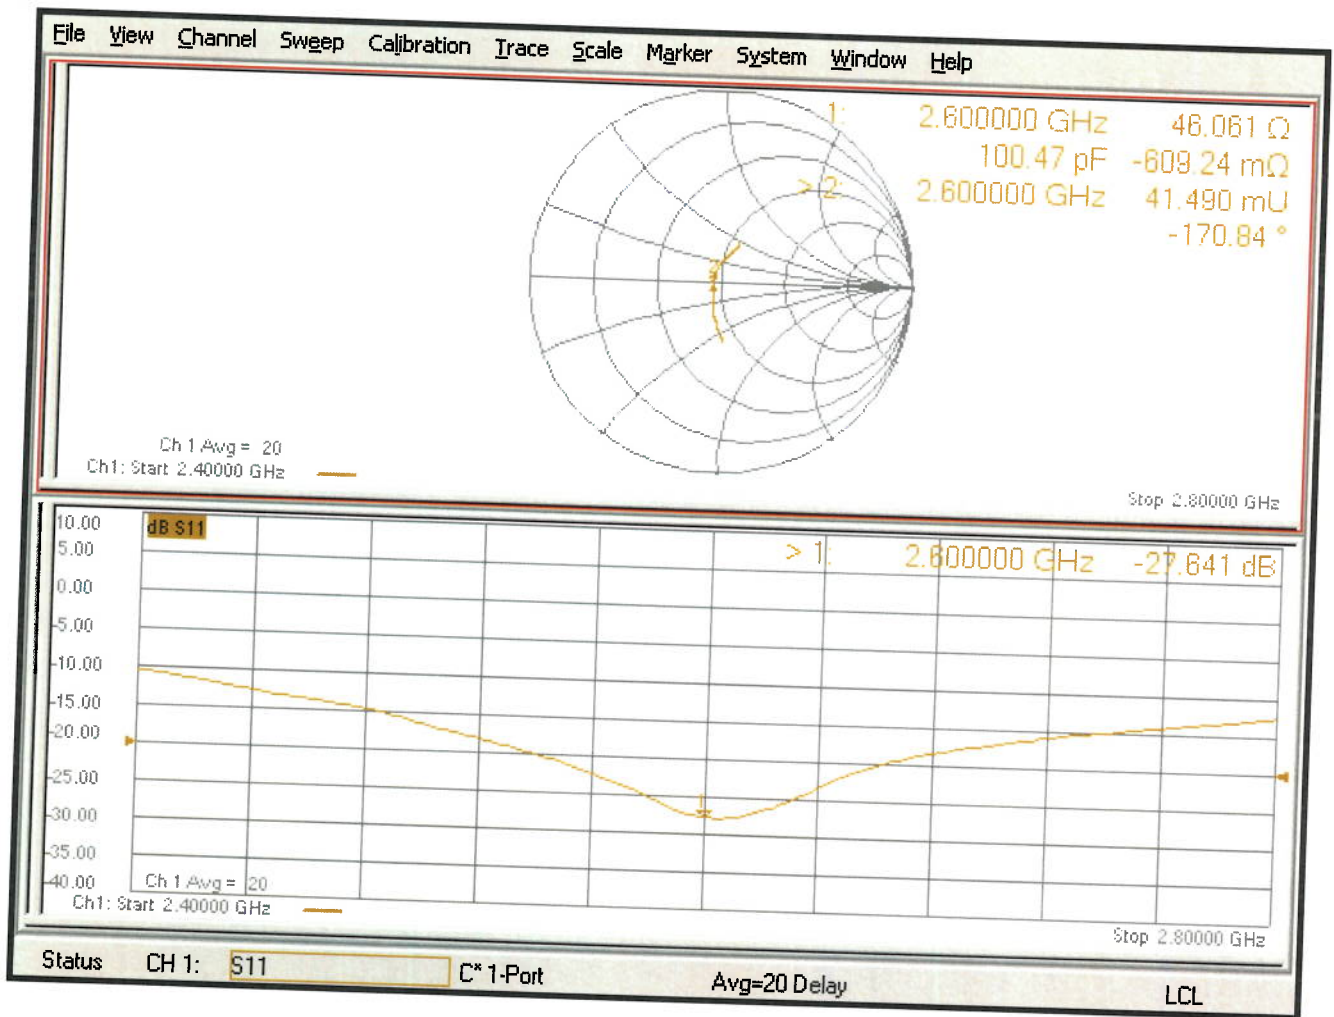 File View Channel Sweep Calibration Trace Scale Marker System Window Help
1: 2.600000 GHz 46.061 Ω
100.47 pF -609.24 mΩ
> 2: 2.600000 GHz 41.490 mU
-170.84 °
2
Ch 1 Avg = 20
Ch1: Start 2.40000 GHz
Stop 2.80000 GHz
10.00
dB S11
> 1: 2.600000 GHz -27.641 dB
5.00
0.00
-5.00
-10.00
-15.00
-20.00
-25.00
1
-30.00
-35.00
-40.00
Ch 1 Avg = 20
Ch1: Start 2.40000 GHz
Stop 2.80000 GHz
Status CH 1: S11 C* 1-Port Avg=20 Delay LCL